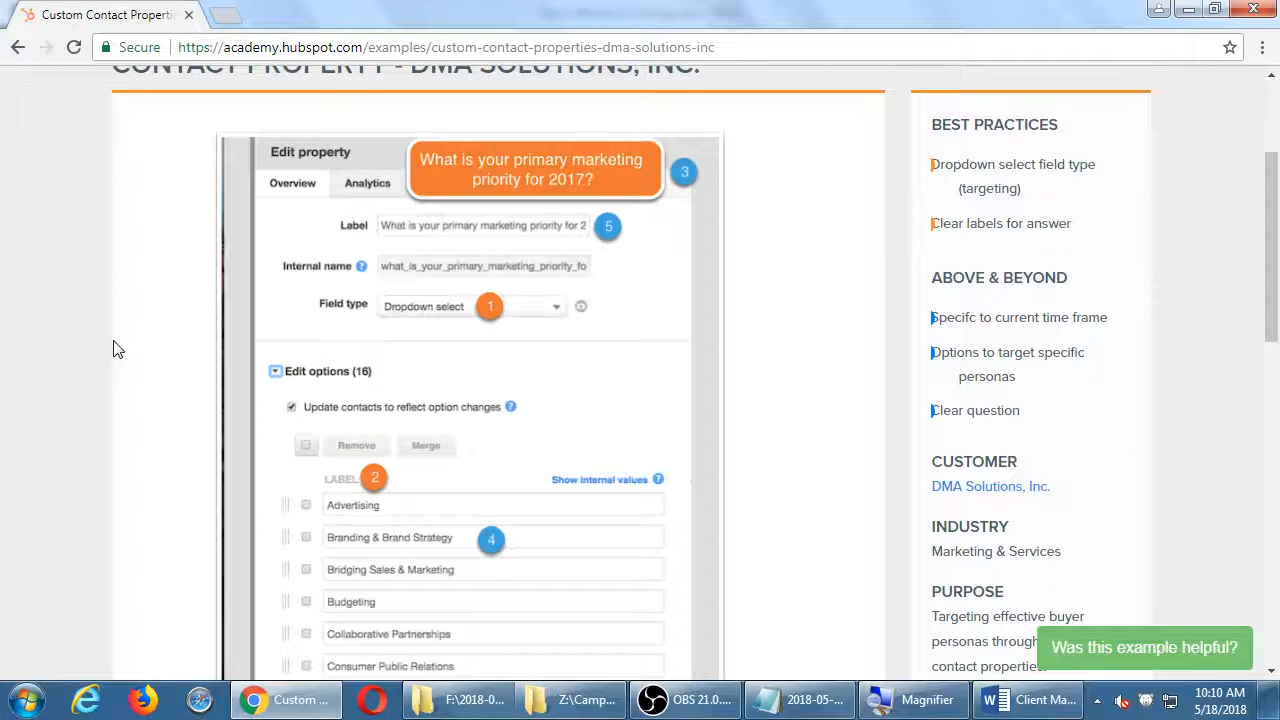 Custom Contact Properti
Secure
https://academy.hubspot.com/examples/custom-contact-properties-dma-solutions-inc
CONTACT PROPERTY - DMA SOLUTIONS, INC.
Edit property
What is your primary marketing
priority for 2017?
3
Overview
Analytics
Label
What is your primary marketing priority for 2
5
Internal name ?
what_is_your_primary_marketing_priority_fo
Field type
Dropdown select
1
Edit options (16)
Update contacts to reflect option changes ?
Remove
Merge
LABEL
2
Show internal values ?
Advertising
Branding & Brand Strategy
4
Bridging Sales & Marketing
Budgeting
Collaborative Partnerships
Consumer Public Relations
BEST PRACTICES
Dropdown select field type
(targeting)
Clear labels for answer
ABOVE & BEYOND
Specifc to current time frame
Options to target specific
personas
Clear question
CUSTOMER
DMA Solutions, Inc.
INDUSTRY
Marketing & Services
PURPOSE
Targeting effective buyer
personas through
contact properties.
Was this example helpful?
Custom ...
F:\2018-0...
Z:\Camp...
OBS 21.0....
2018-05-...
Magnifier
Client Ma...
10:10 AM
5/18/2018